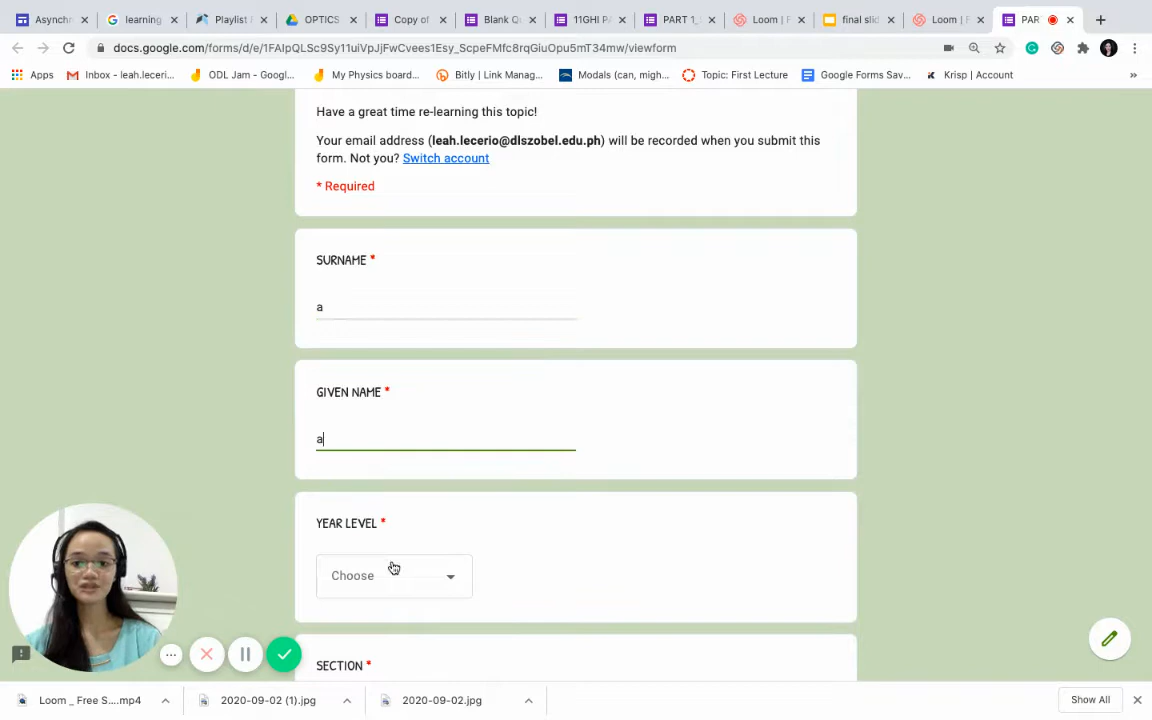 Asynch
learning
Playlist
OPTICS
Copy of
Blank Qu
11GHI PA
PART 1_
Loom | F
final slid
Loom | F
PAR
docs.google.com/forms/d/e/1FAIpQLSc9Sy11uiVpJjFwCvees1Esy_ScpeFMfc8rqGiuOpu5mT34mw/viewform
Apps
Inbox - leah.leceri...
ODL Jam - Googl...
My Physics board...
Bitly | Link Manag...
Modals (can, migh...
Topic: First Lecture
Google Forms Sav...
Krisp | Account
»
Have a great time re-learning this topic!
Your email address (leah.lecerio@dlszobel.edu.ph) will be recorded when you submit this
form. Not you? Switch account
* Required
SURNAME *
a
GIVEN NAME *
a
YEAR LEVEL *
Choose
SECTION *
Loom _ Free S....mp4
2020-09-02 (1).jpg
2020-09-02.jpg
Show All